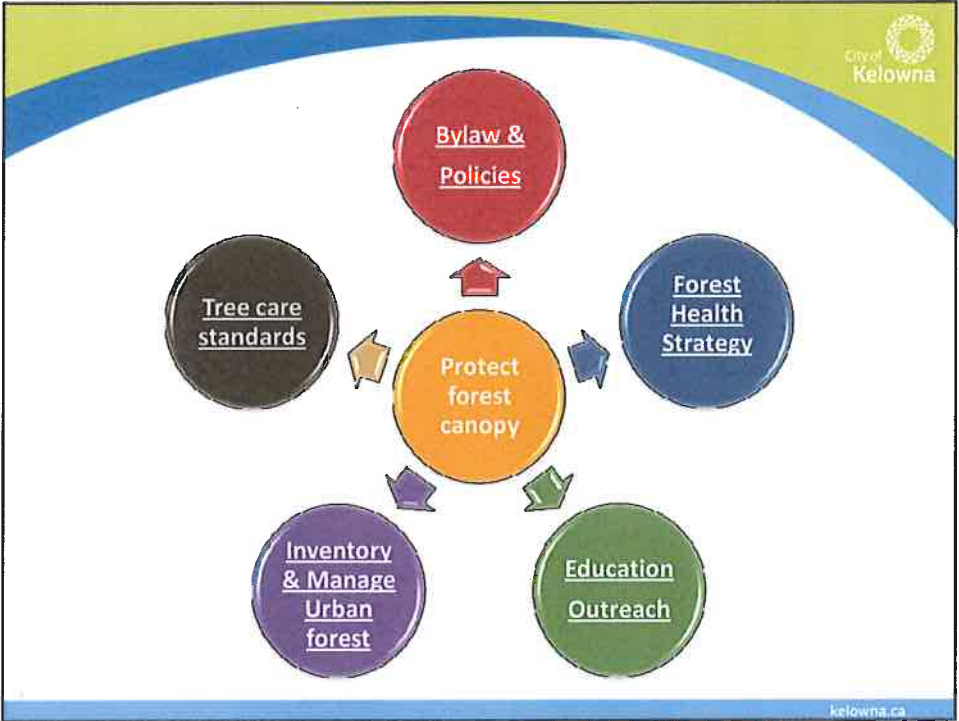 City of
Kelowna
Bylaw &
Policies
Forest
Health
Strategy
Tree care
standards
Protect
forest
canopy
Inventory
& Manage
Urban
forest
Education
Outreach
kelowna.ca